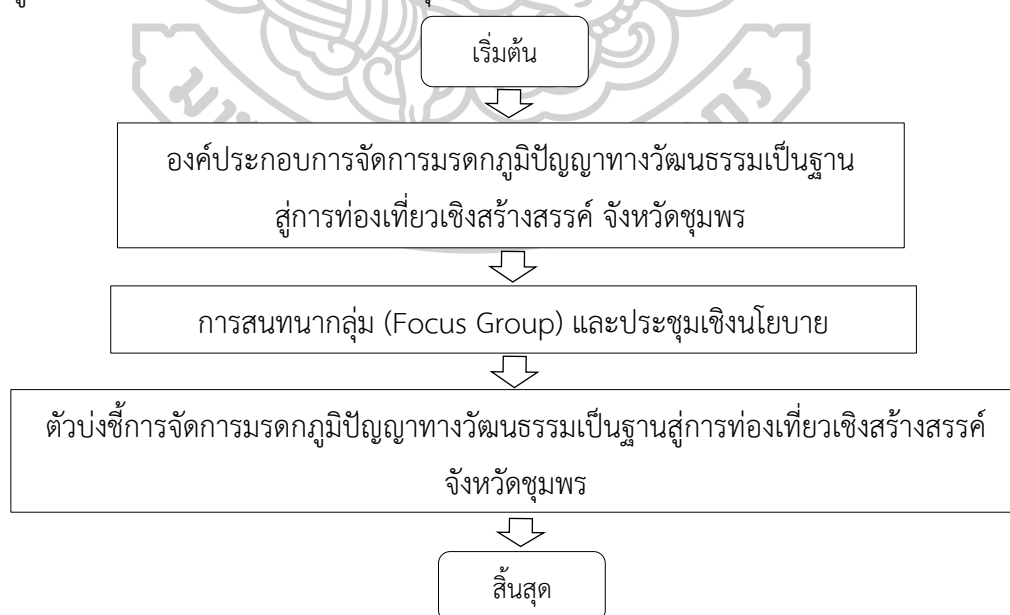 เริ่มต้น
องค์ประกอบการจัดการมรดกภูมิปัญญาทางวัฒนธรรมเป็นฐาน
สู่การท่องเที่ยวเชิงสร้างสรรค์ จังหวัดชุมพร
การสนทนากลุ่ม (Focus Group) และประชุมเชิงนโยบาย
ตัวบ่งชี้การจัดการมรดกภูมิปัญญาทางวัฒนธรรมเป็นฐานสู่การท่องเที่ยวเชิงสร้างสรรค์
จังหวัดชุมพร
สิ้นสุด